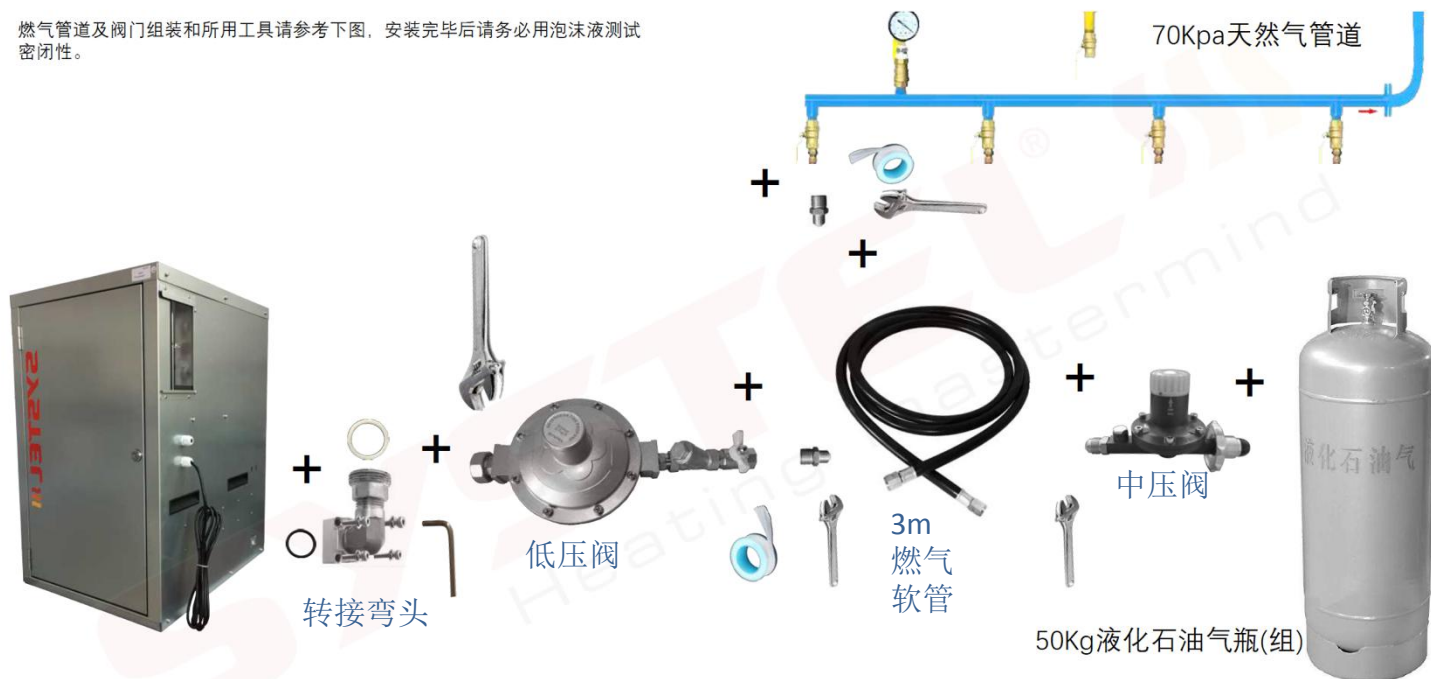 燃气管道及阀门组装和所用工具请参考下图，安装完毕后请务必用泡沫液测试
密闭性。
70Kpa天然气管道
SYSTEL
®
Heating mastermind
SYSTEL
转接弯头
低压阀
3m
燃气
软管
中压阀
液化石油气
50Kg液化石油气瓶(组)